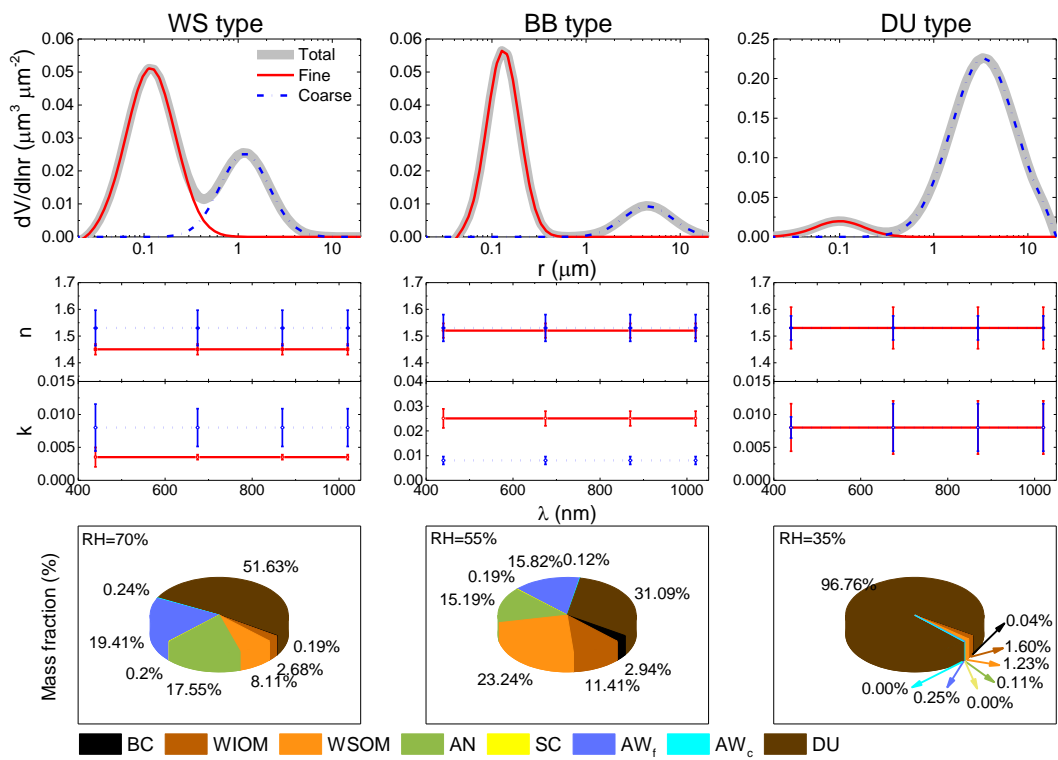 WS type BB type DU type
dV/dlnr (μm³ μm⁻²)
0.06 0.05 0.04 0.03 0.02 0.01 0.00
Total
Fine
Coarse
0.1 1 10
0.06 0.05 0.04 0.03 0.02 0.01 0.00
0.1 1 10
0.25 0.20 0.15 0.10 0.05 0.00
0.1 1 10
r (μm)
n
1.7 1.6 1.5 1.4
1.7 1.6 1.5 1.4
1.7 1.6 1.5 1.4
k
0.015 0.010 0.005 0.000
400 600 800 1000
0.04 0.03 0.02 0.01 0.00
400 600 800 1000
0.015 0.010 0.005 0.000
400 600 800 1000
λ (nm)
Mass fraction (%)
RH=70%
51.63%
0.24%
19.41%
0.2%
17.55%
8.11%
2.68%
0.19%
RH=55%
15.82%
0.12%
0.19%
15.19%
31.09%
23.24%
11.41%
2.94%
RH=35%
96.76%
0.04%
1.60%
1.23%
0.11%
0.00%
0.25%
0.00%
BC WIOM WSOM AN SC AWf AWc DU